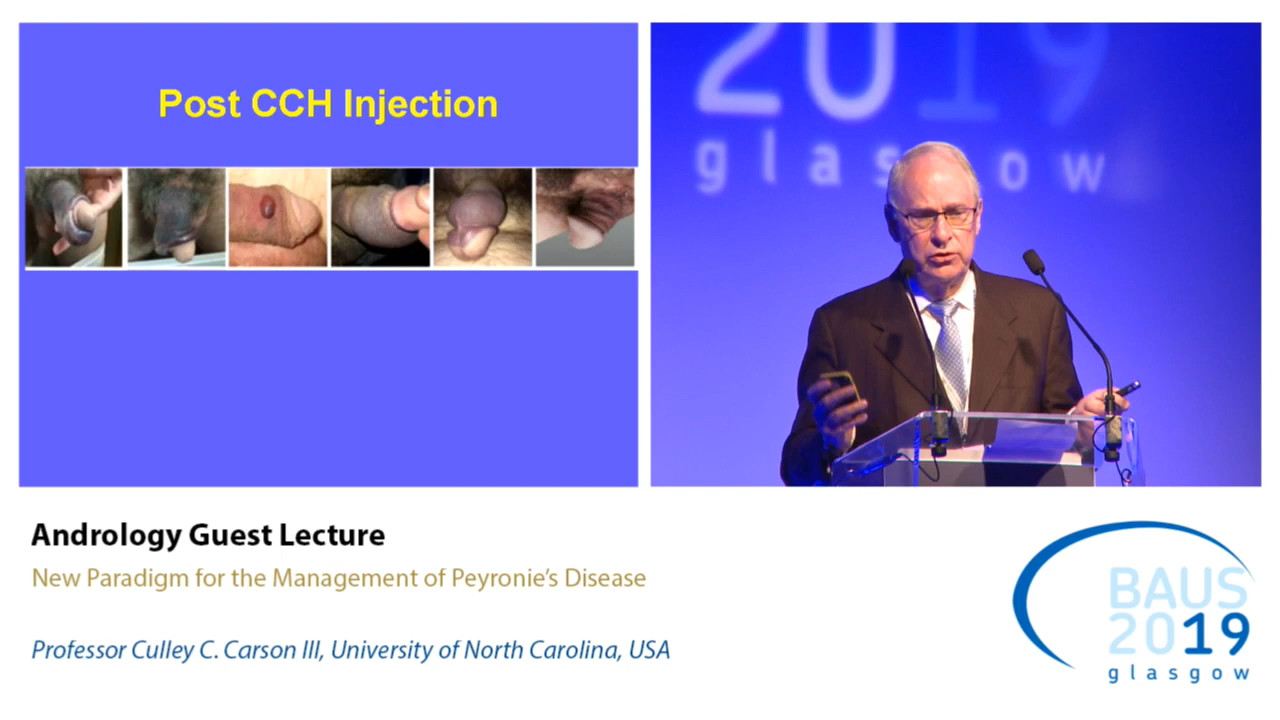 Post CCH Injection
2019
glasgow
Andrology Guest Lecture
New Paradigm for the Management of Peyronie's Disease
Professor Culley C. Carson III, University of North Carolina, USA
BAUS
2019
glasgow